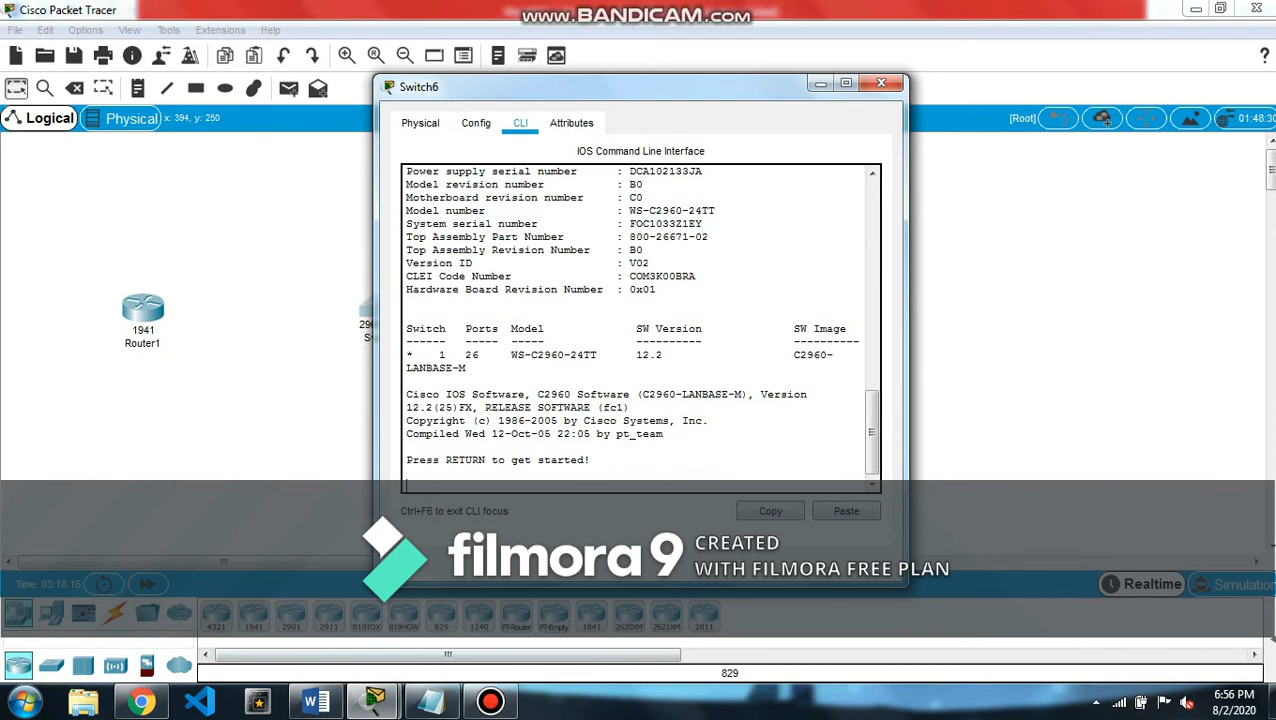 Cisco Packet Tracer
www.BANDICAM.com
File Edit Options View Tools Extensions Help
?
Switch6
Logical Physical x: 394, y: 250 [Root] 01:48:30
Physical Config CLI Attributes
IOS Command Line Interface
Power supply serial number : DCA102133JA
Model revision number : B0
Motherboard revision number : C0
Model number : WS-C2960-24TT
System serial number : FOC1033Z1EY
Top Assembly Part Number : 800-26671-02
Top Assembly Revision Number : B0
Version ID : V02
CLEI Code Number : COM3K00BRA
Hardware Board Revision Number : 0x01
Switch Ports Model SW Version SW Image
------ ----- ----- ---------- ----------
* 1 26 WS-C2960-24TT 12.2 C2960-
LANBASE-M
Cisco IOS Software, C2960 Software (C2960-LANBASE-M), Version
12.2(25)FX, RELEASE SOFTWARE (fc1)
Copyright (c) 1986-2005 by Cisco Systems, Inc.
Compiled Wed 12-Oct-05 22:05 by pt_team
Press RETURN to get started!
1941
Router1
29
S
Ctrl+F6 to exit CLI focus Copy Paste
filmora9 CREATED
WITH FILMORA FREE PLAN
Time: 03:18:16 Realtime Simulation
4321 1941 2901 2911 819IOX 819HGW 829 1240 PT-Router PT-Empty 1841 2620XM 2621XM 2811
829
6:56 PM
8/2/2020